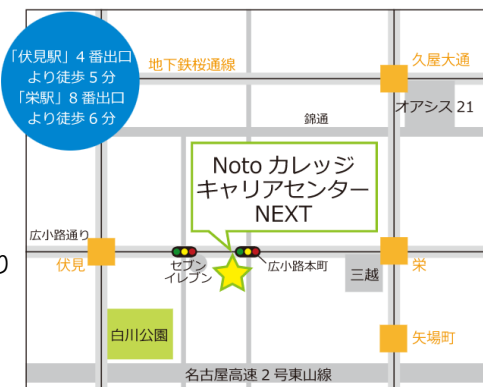 「伏見駅」4 番出口
より徒歩 5 分
「栄駅」8 番出口
より徒歩 6 分
地下鉄桜通線
久屋大通
オアシス 21
錦通
Noto カレッジ
キャリアセンター
NEXT
広小路通り
り
伏見
セブン
イレブン
広小路本町
三越
栄
白川公園
矢場町
名古屋高速 2 号東山線